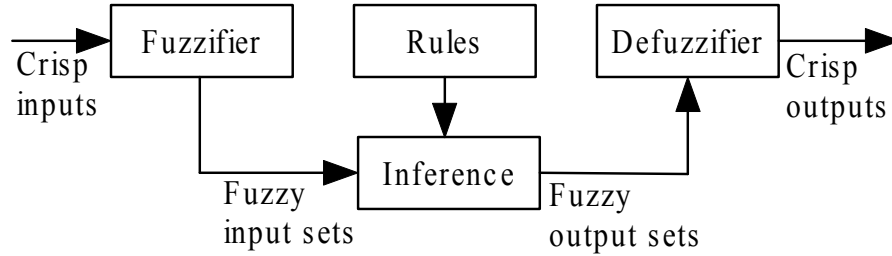 Fuzzifier
Rules
Defuzzifier
Crisp
inputs
Crisp
outputs
Inference
Fuzzy
input sets
Fuzzy
output sets